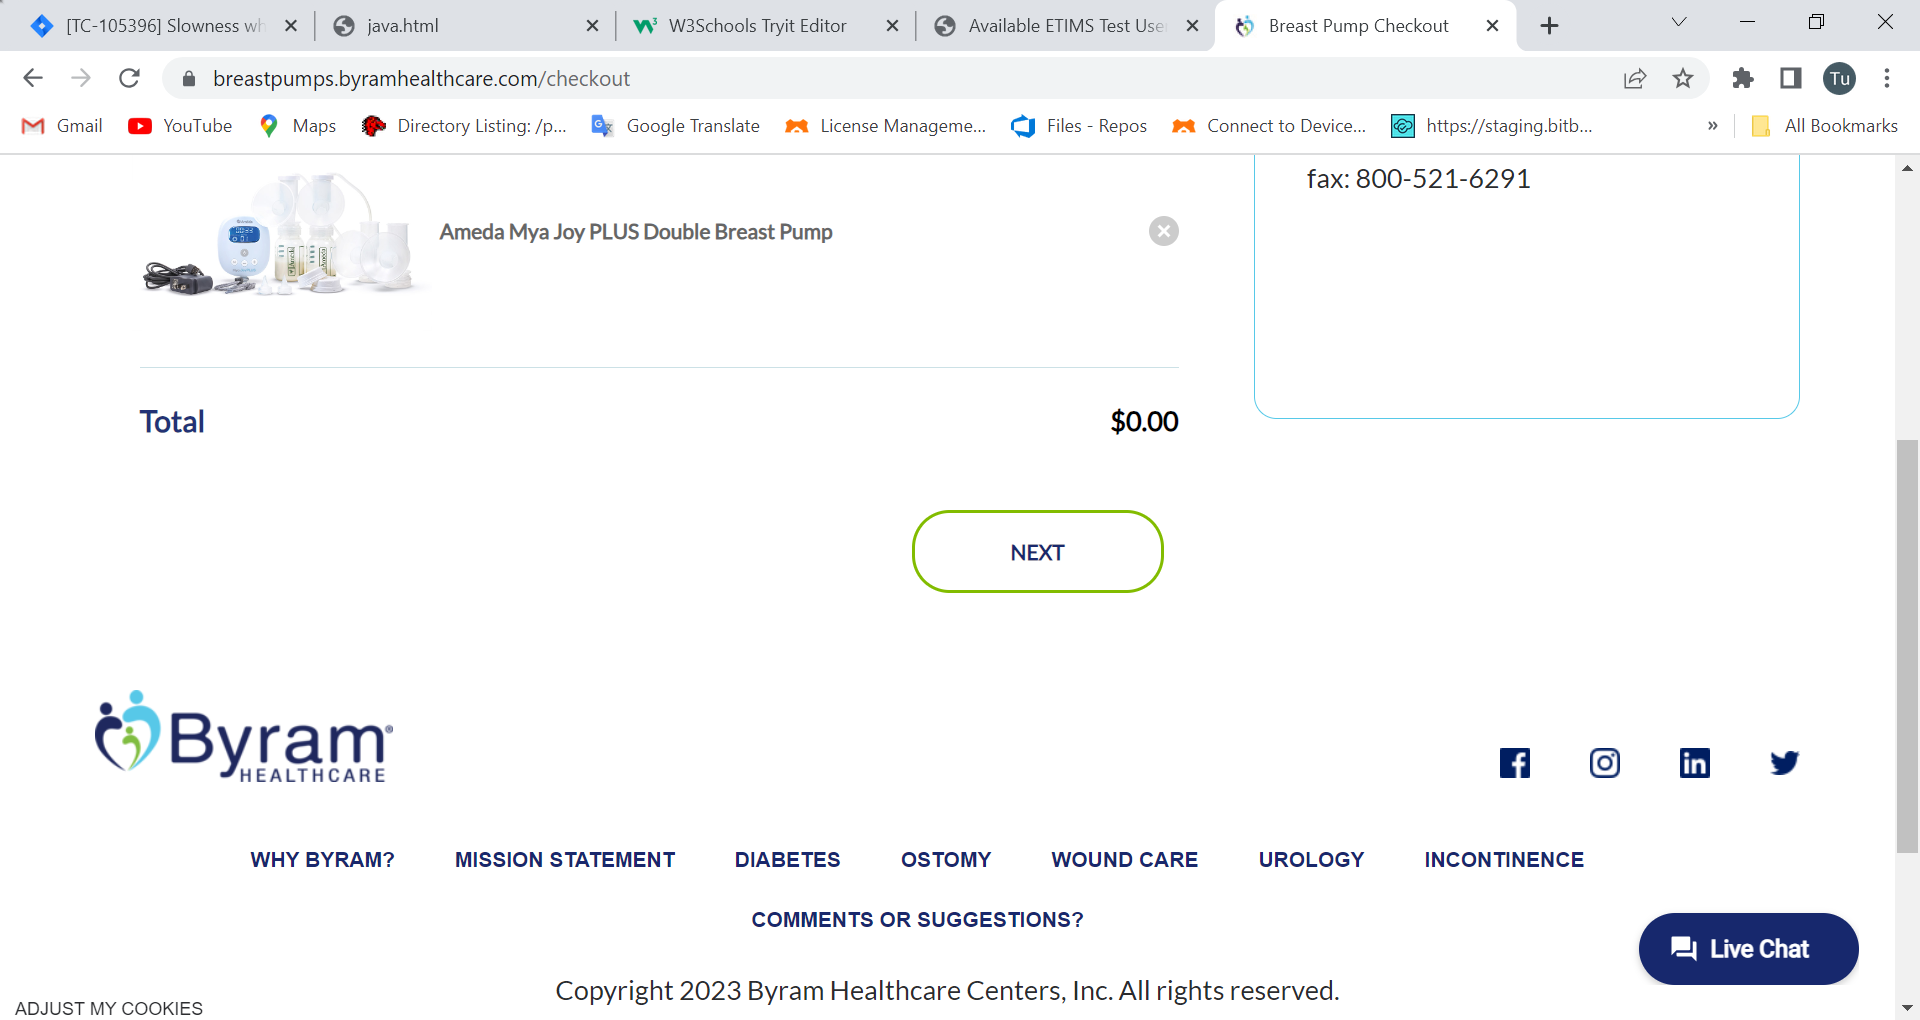 [TC-105396] Slowness wh
java.html
W3Schools Tryit Editor
Available ETIMS Test Use
Breast Pump Checkout
breastpumps.byramhealthcare.com/checkout
Tu
Gmail
YouTube
Maps
Directory Listing: /p...
Google Translate
License Manageme...
Files - Repos
Connect to Device...
https://staging.bitb...
»
All Bookmarks
fax: 800-521-6291
Ameda Mya Joy PLUS Double Breast Pump
Total
$0.00
NEXT
Byram®
HEALTHCARE
WHY BYRAM?
MISSION STATEMENT
DIABETES
OSTOMY
WOUND CARE
UROLOGY
INCONTINENCE
COMMENTS OR SUGGESTIONS?
Live Chat
Copyright 2023 Byram Healthcare Centers, Inc. All rights reserved.
ADJUST MY COOKIES